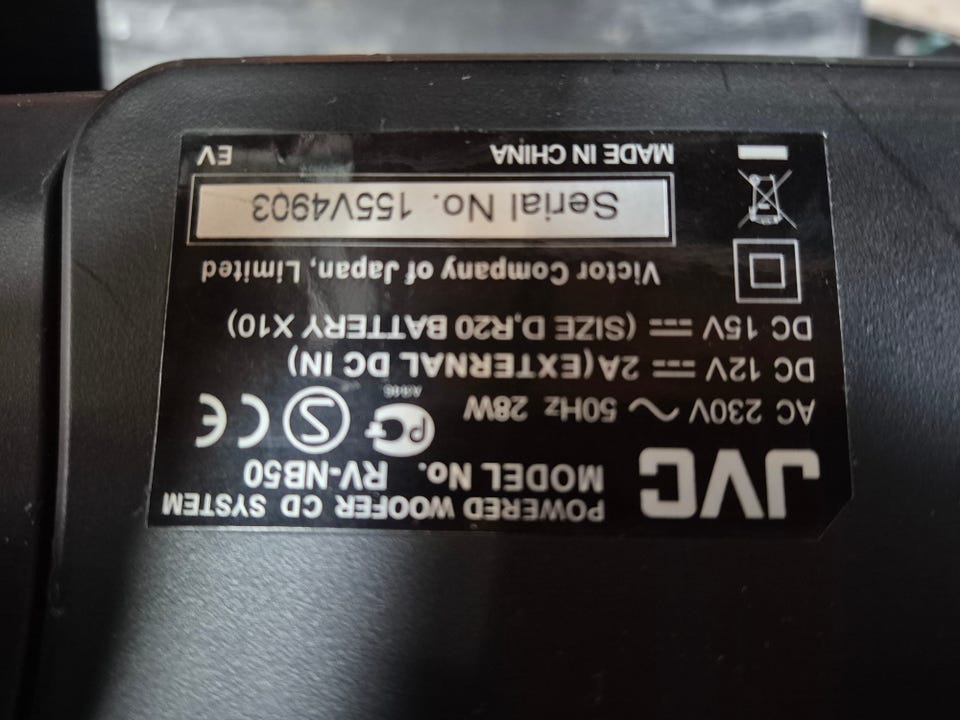 JVC
POWERED WOOFER CD SYSTEM
MODEL No. RV-NB50
AC 230V ~ 50Hz 28W
DC 12V ⎓ 2A (EXTERNAL DC IN)
DC 15V ⎓ (SIZE D,R20 BATTERY X10)
Victor Company of Japan, Limited
Serial No. 155V4903
MADE IN CHINA EV